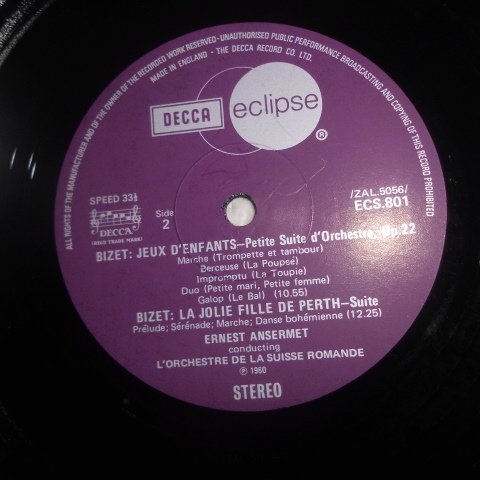 ALL RIGHTS OF THE MANUFACTURER AND OF THE OWNER OF THE RECORDED WORK RESERVED-UNAUTHORISED PUBLIC PERFORMANCE BROADCASTING AND COPYING OF THIS RECORD PROHIBITED
MADE IN ENGLAND - THE DECCA RECORD CO. LTD.
DECCA
eclipse
®
SPEED 33⅓
DECCA
(REGD TRADE MARK)
Side
2
/ZAL.5056/
ECS.801
BIZET: JEUX D'ENFANTS—Petite Suite d'Orchestre, Op.22
Marche (Trompette et tambour)
Berceuse (La Poupse)
Impromptu (La Toupie)
Duo (Petite mari, Petite femme)
Galop (Le Bal) (10.55)
BIZET: LA JOLIE FILLE DE PERTH—Suite
Prélude; Sérénade; Marche; Danse bohémienne (12.25)
ERNEST ANSERMET
conducting
L'ORCHESTRE DE LA SUISSE ROMANDE
℗ 1960
STEREO